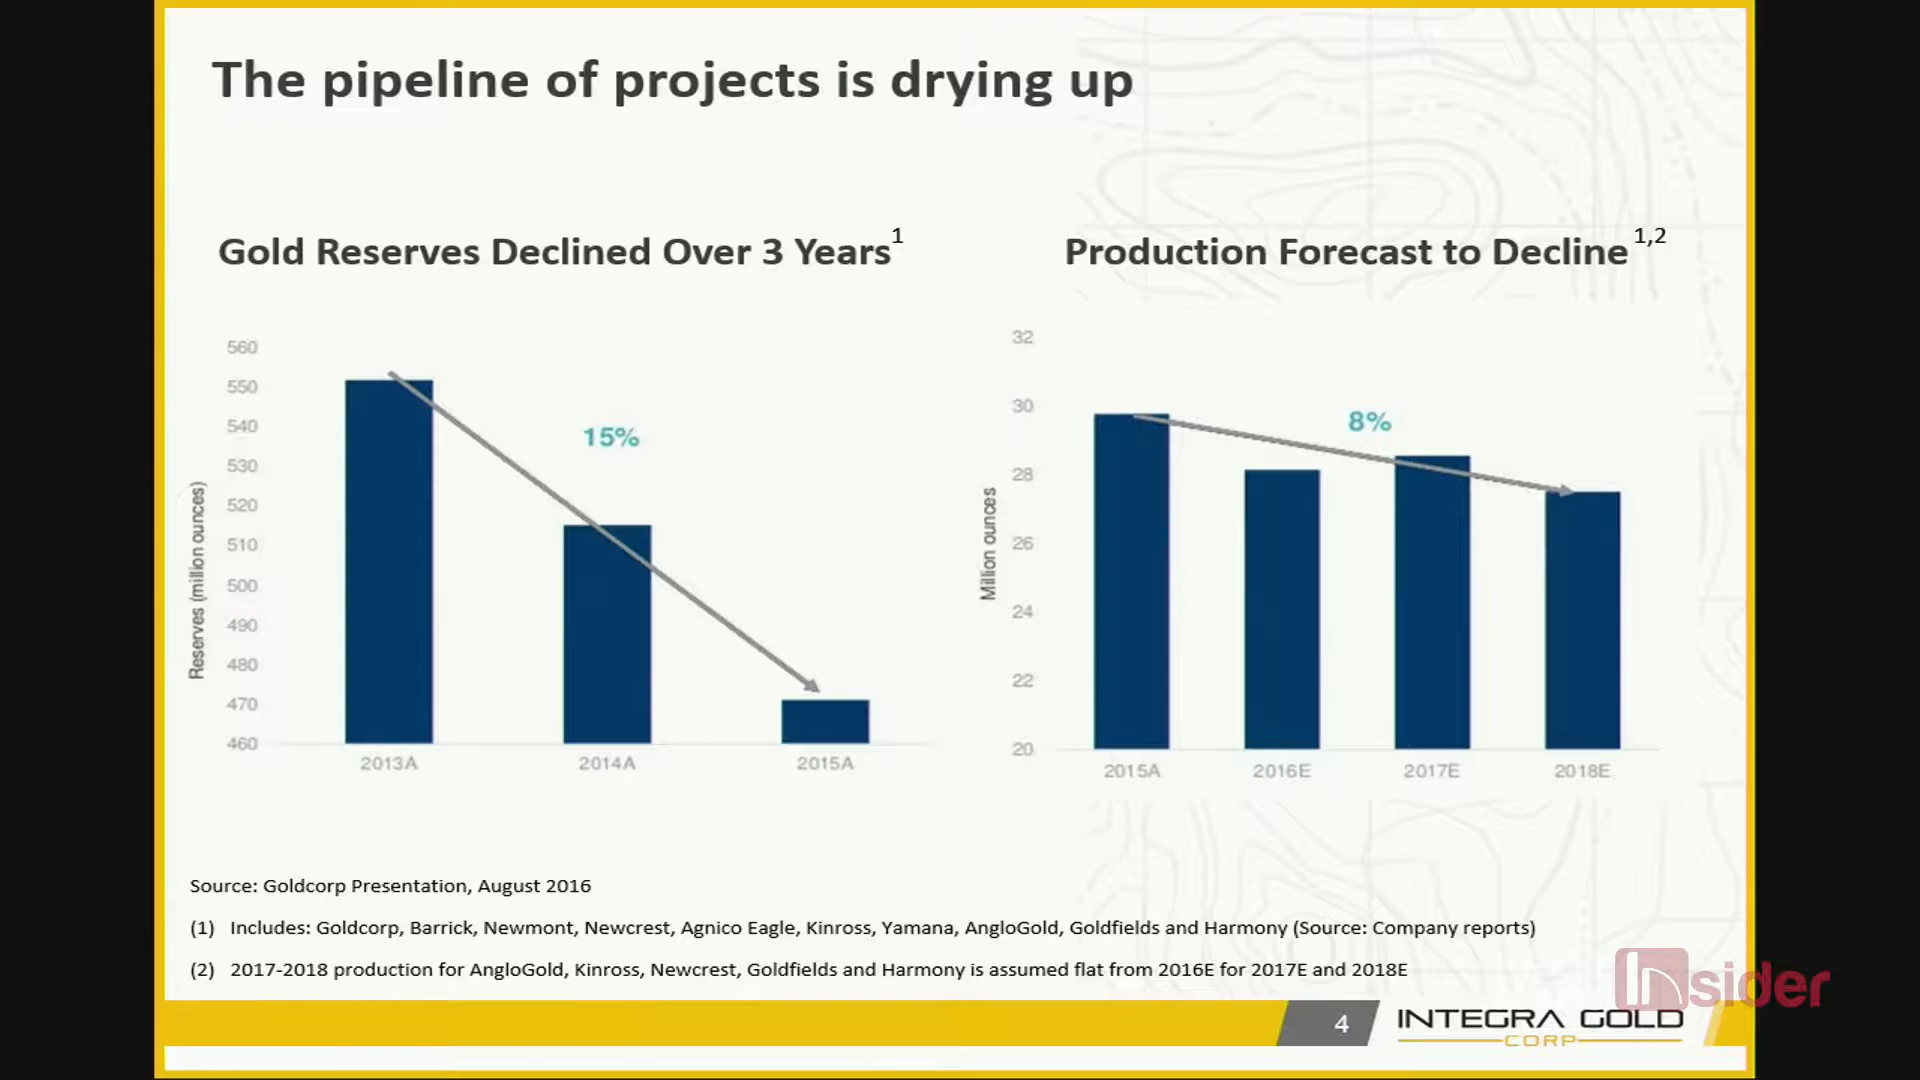 The pipeline of projects is drying up
Gold Reserves Declined Over 3 Years1
Reserves (million ounces)
560
550
540
530
520
510
500
490
480
470
460
15%
2013A 2014A 2015A
Production Forecast to Decline 1,2
Million ounces
32
30
28
26
24
22
20
8%
2015A 2016E 2017E 2018E
Source: Goldcorp Presentation, August 2016
(1) Includes: Goldcorp, Barrick, Newmont, Newcrest, Agnico Eagle, Kinross, Yamana, AngloGold, Goldfields and Harmony (Source: Company reports)
(2) 2017-2018 production for AngloGold, Kinross, Newcrest, Goldfields and Harmony is assumed flat from 2016E for 2017E and 2018E
Insider
4
INTEGRA GOLD
CORP